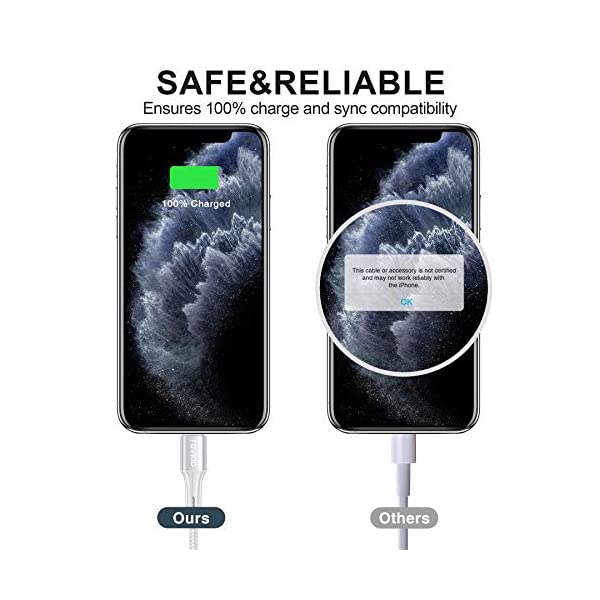 SAFE&RELIABLE
Ensures 100% charge and sync compatibility
100% Charged
This cable or accessory is not certified
and may not work reliably with
the iPhone.
OK
Ours
Others